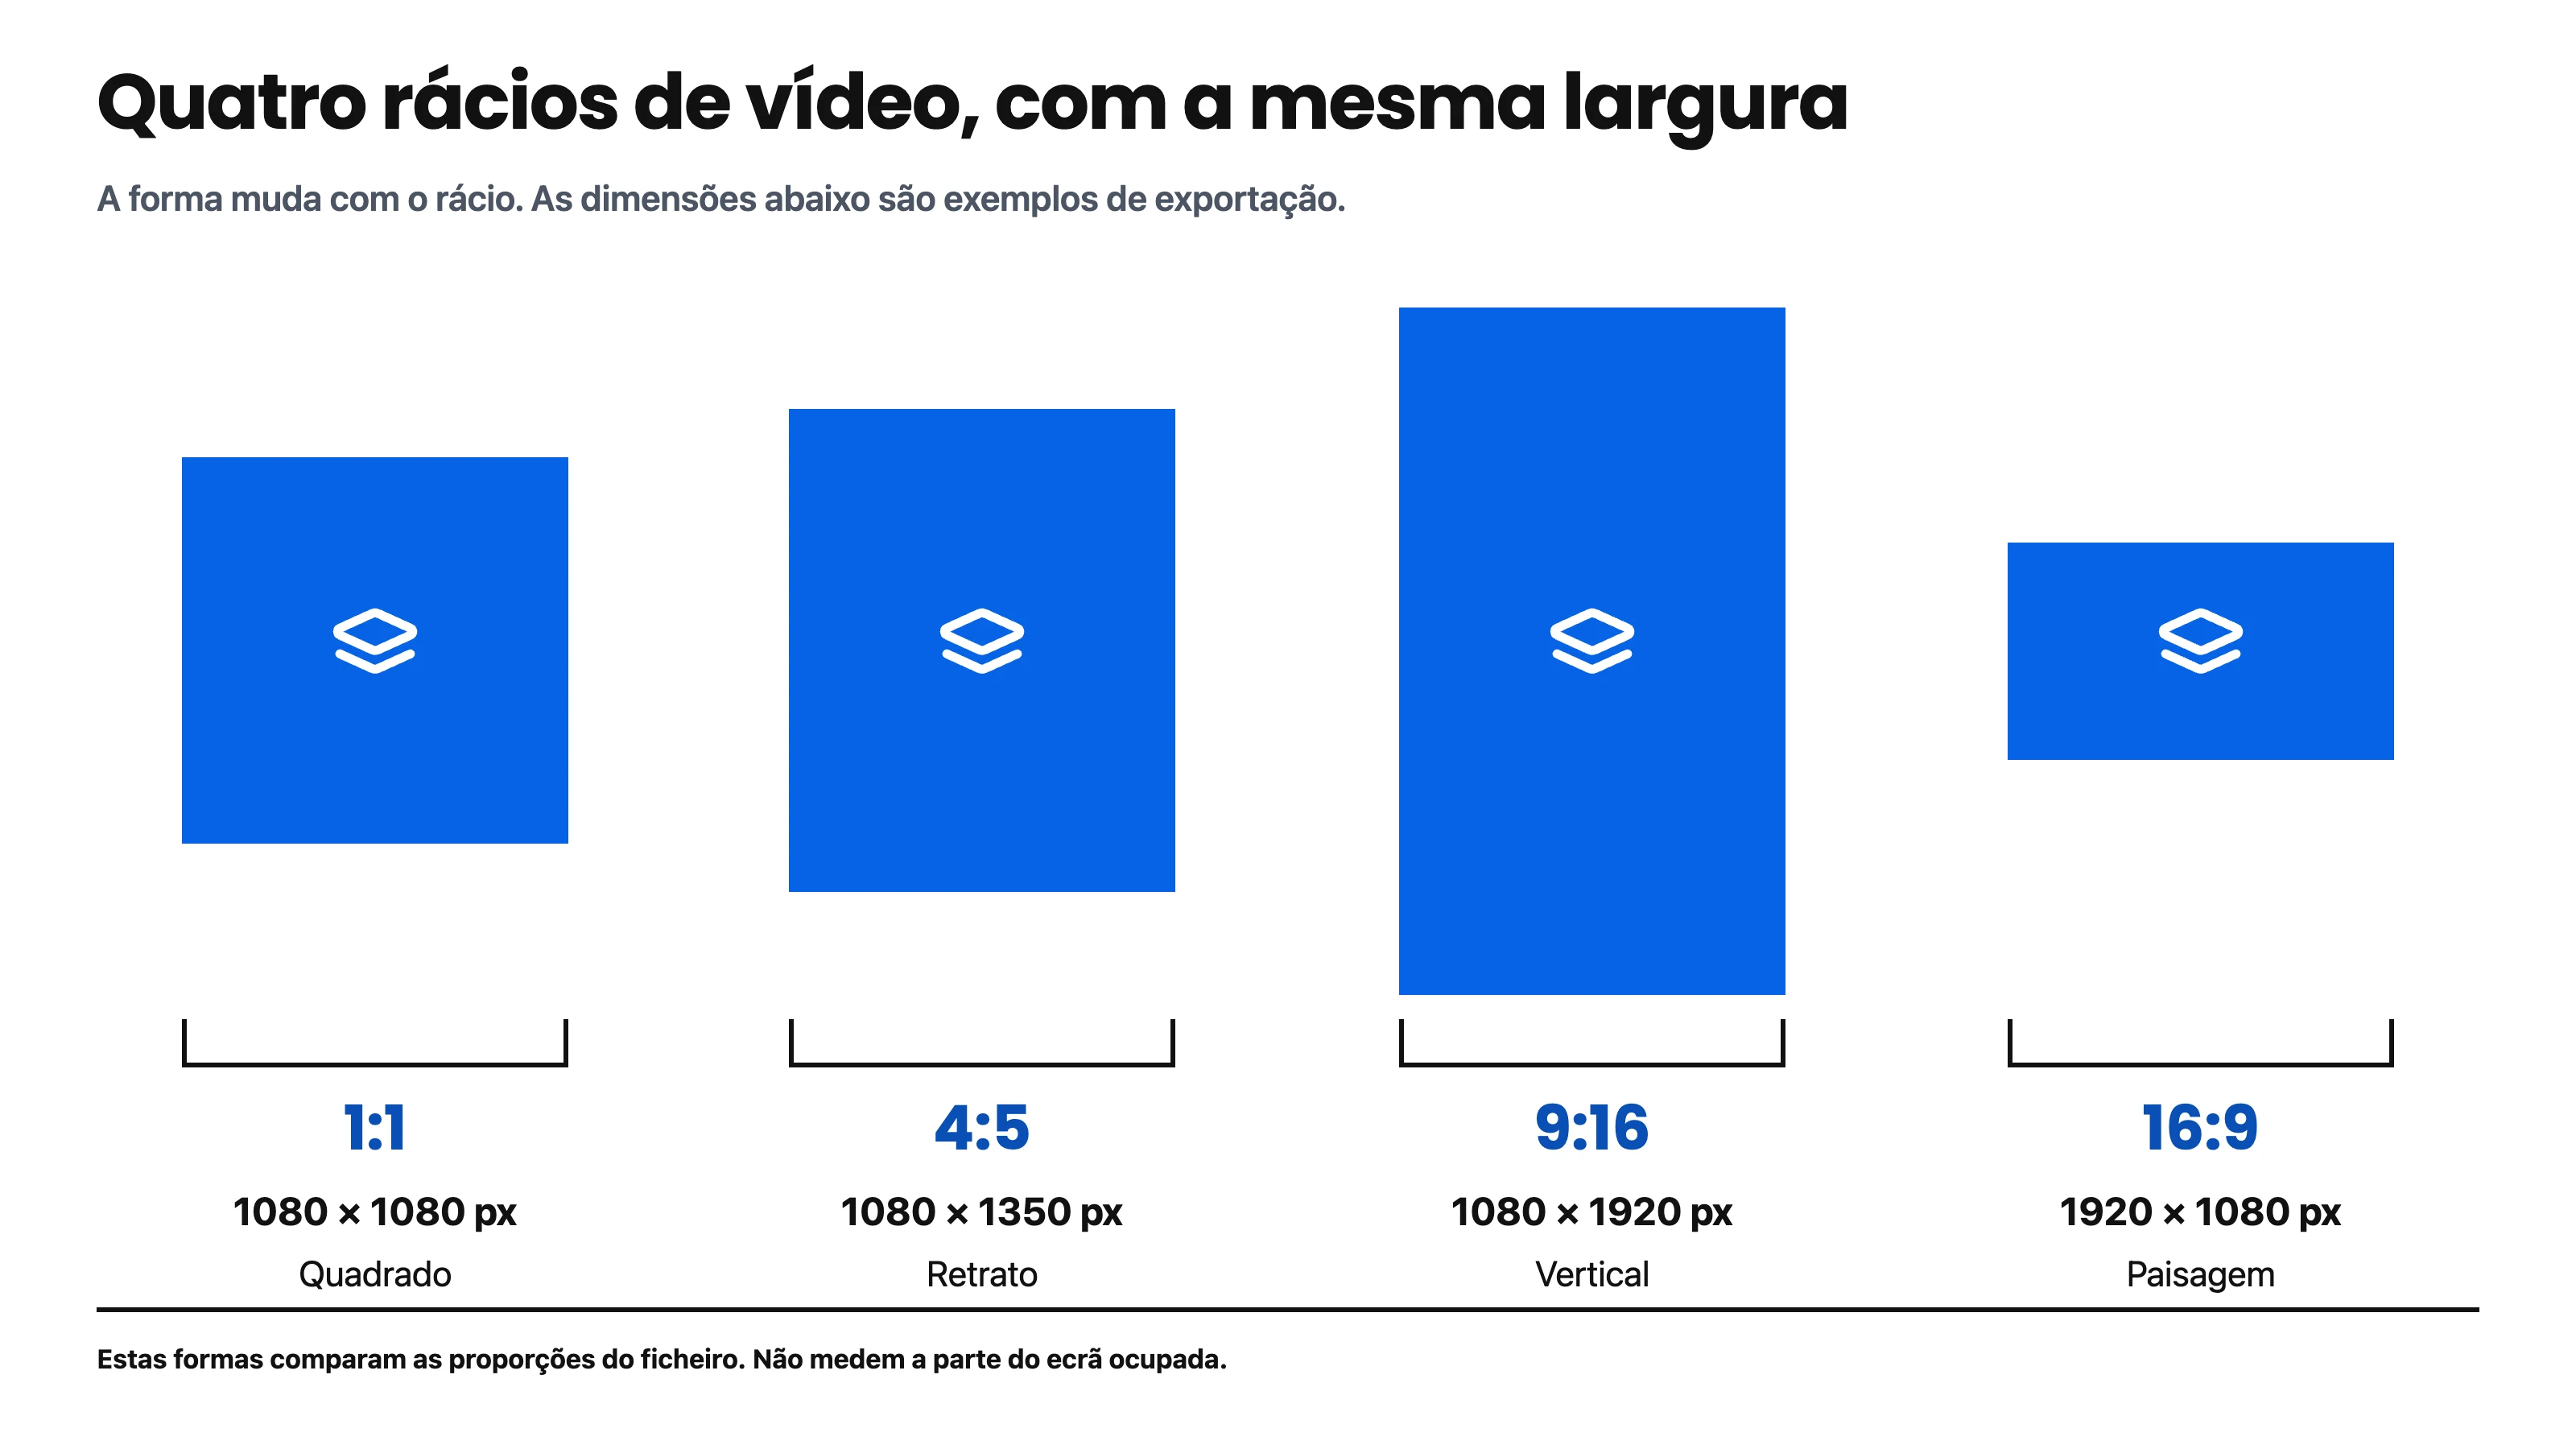 Quatro rácios de vídeo, com a mesma largura
A forma muda com o rácio. As dimensões abaixo são exemplos de exportação.
1:1
1080 × 1080 px
Quadrado
4:5
1080 × 1350 px
Retrato
9:16
1080 × 1920 px
Vertical
16:9
1920 × 1080 px
Paisagem
Estas formas comparam as proporções do ficheiro. Não medem a parte do ecrã ocupada.